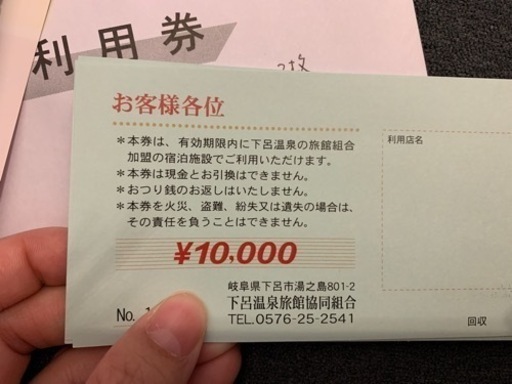 利用券
枚
お客様各位
*本券は、有効期限内に下呂温泉の旅館組合
加盟の宿泊施設でご利用いただけます。
*本券は現金とお引換はできません。
*おつり銭のお返しはいたしません。
*本券を火災、盗難、紛失又は遺失の場合は、
その責任を負うことはできません。
¥10,000
岐阜県下呂市湯之島801-2
下呂温泉旅館協同組合
No.
TEL.0576-25-2541
利用店名
回収